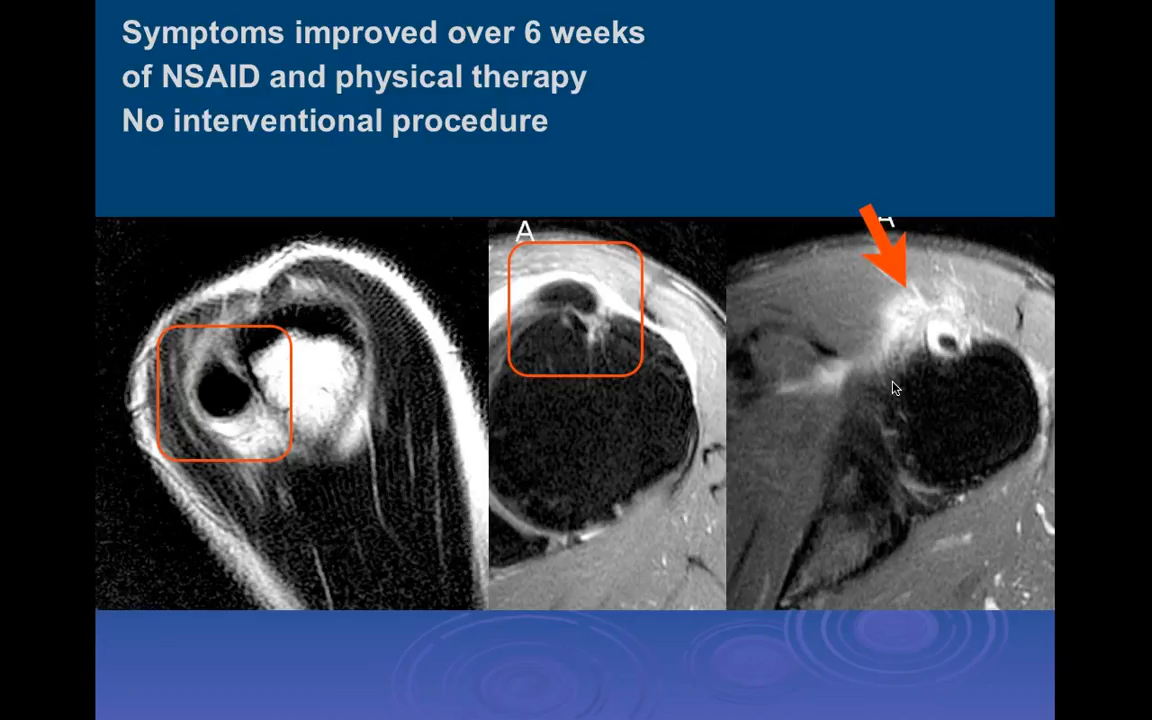 Symptoms improved over 6 weeks
of NSAID and physical therapy
No interventional procedure
A
A